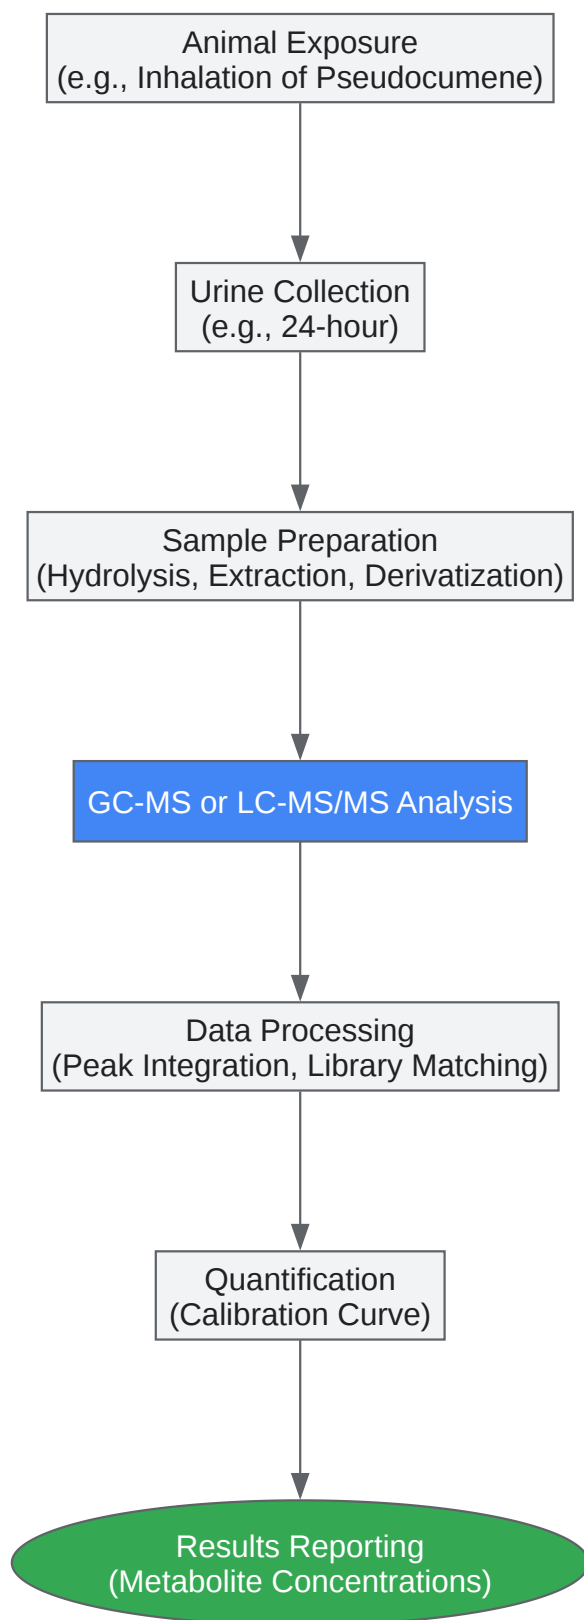 Animal Exposure
(e.g., Inhalation of Pseudocumene)
Urine Collection
(e.g., 24-hour)
Sample Preparation
(Hydrolysis, Extraction, Derivatization)
GC-MS or LC-MS/MS Analysis
Data Processing
(Peak Integration, Library Matching)
Quantification
(Calibration Curve)
Results Reporting
(Metabolite Concentrations)